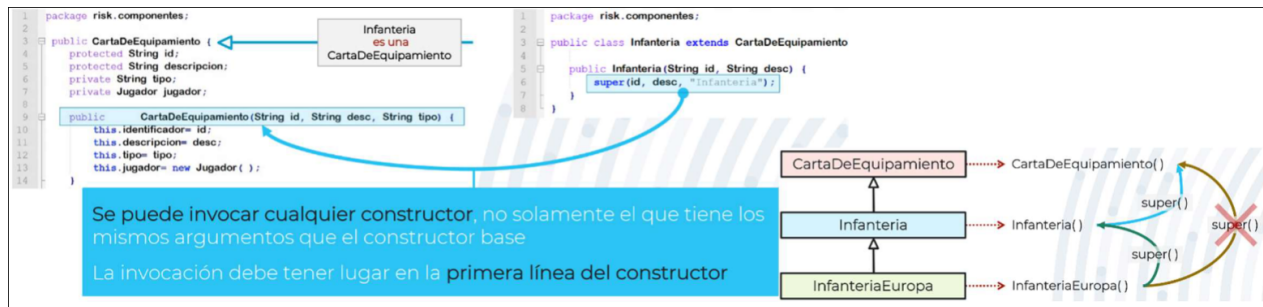 1 package risk.componentes;
2
3 public CartaDeEquipamiento {
4 protected String id;
5 protected String descripcion;
6 private String tipo;
7 private Jugador jugador;
8
9 public CartaDeEquipamiento(String id, String desc, String tipo) {
10 this.identificador= id;
11 this.descripcion= desc;
12 this.tipo= tipo;
13 this.jugador= new Jugador( );
14 }
Infanteria
es una
CartaDeEquipamiento
1 package risk.componentes;
2
3 public class Infanteria extends CartaDeEquipamiento
4
5 public Infanteria(String id, String desc) {
6 super(id, desc, "Infanteria");
7 }
8 }
Se puede invocar cualquier constructor, no solamente el que tiene los
mismos argumentos que el constructor base
La invocación debe tener lugar en la primera línea del constructor
CartaDeEquipamiento
CartaDeEquipamiento()
super()
Infanteria
Infanteria()
super()
super()
InfanteriaEuropa
InfanteriaEuropa()